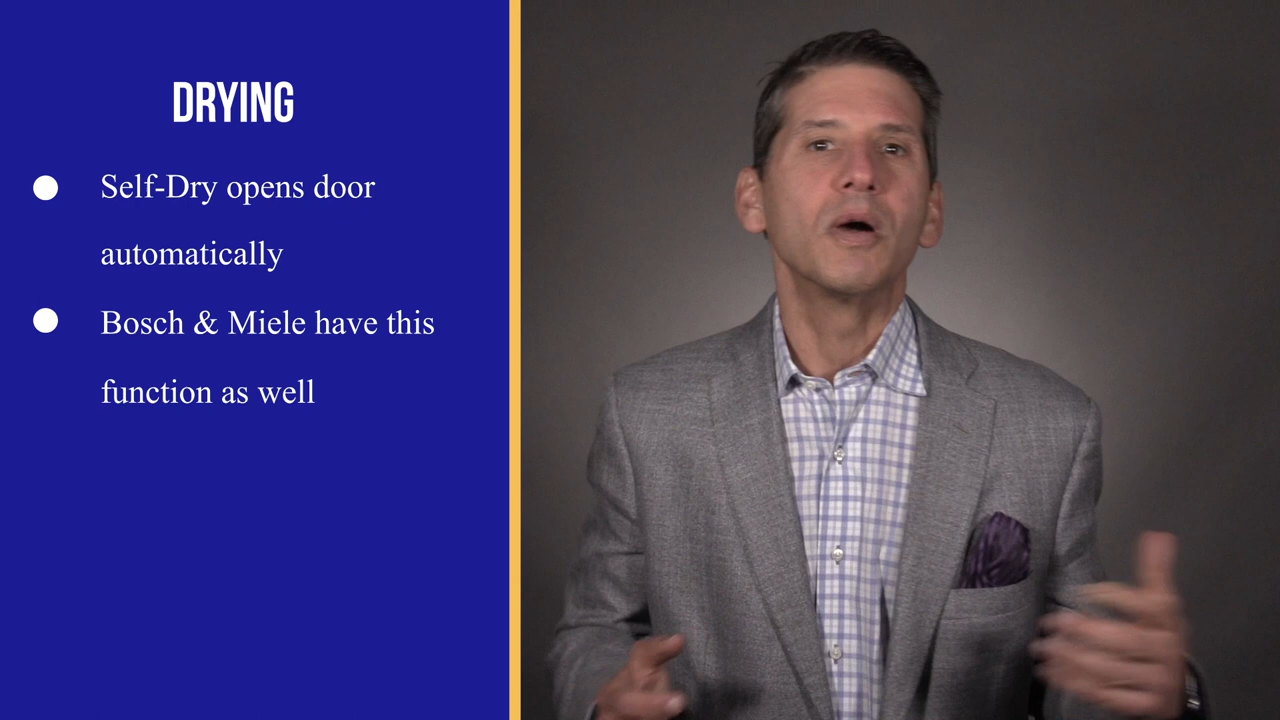 DRYING
Self-Dry opens door
automatically
Bosch & Miele have this
function as well